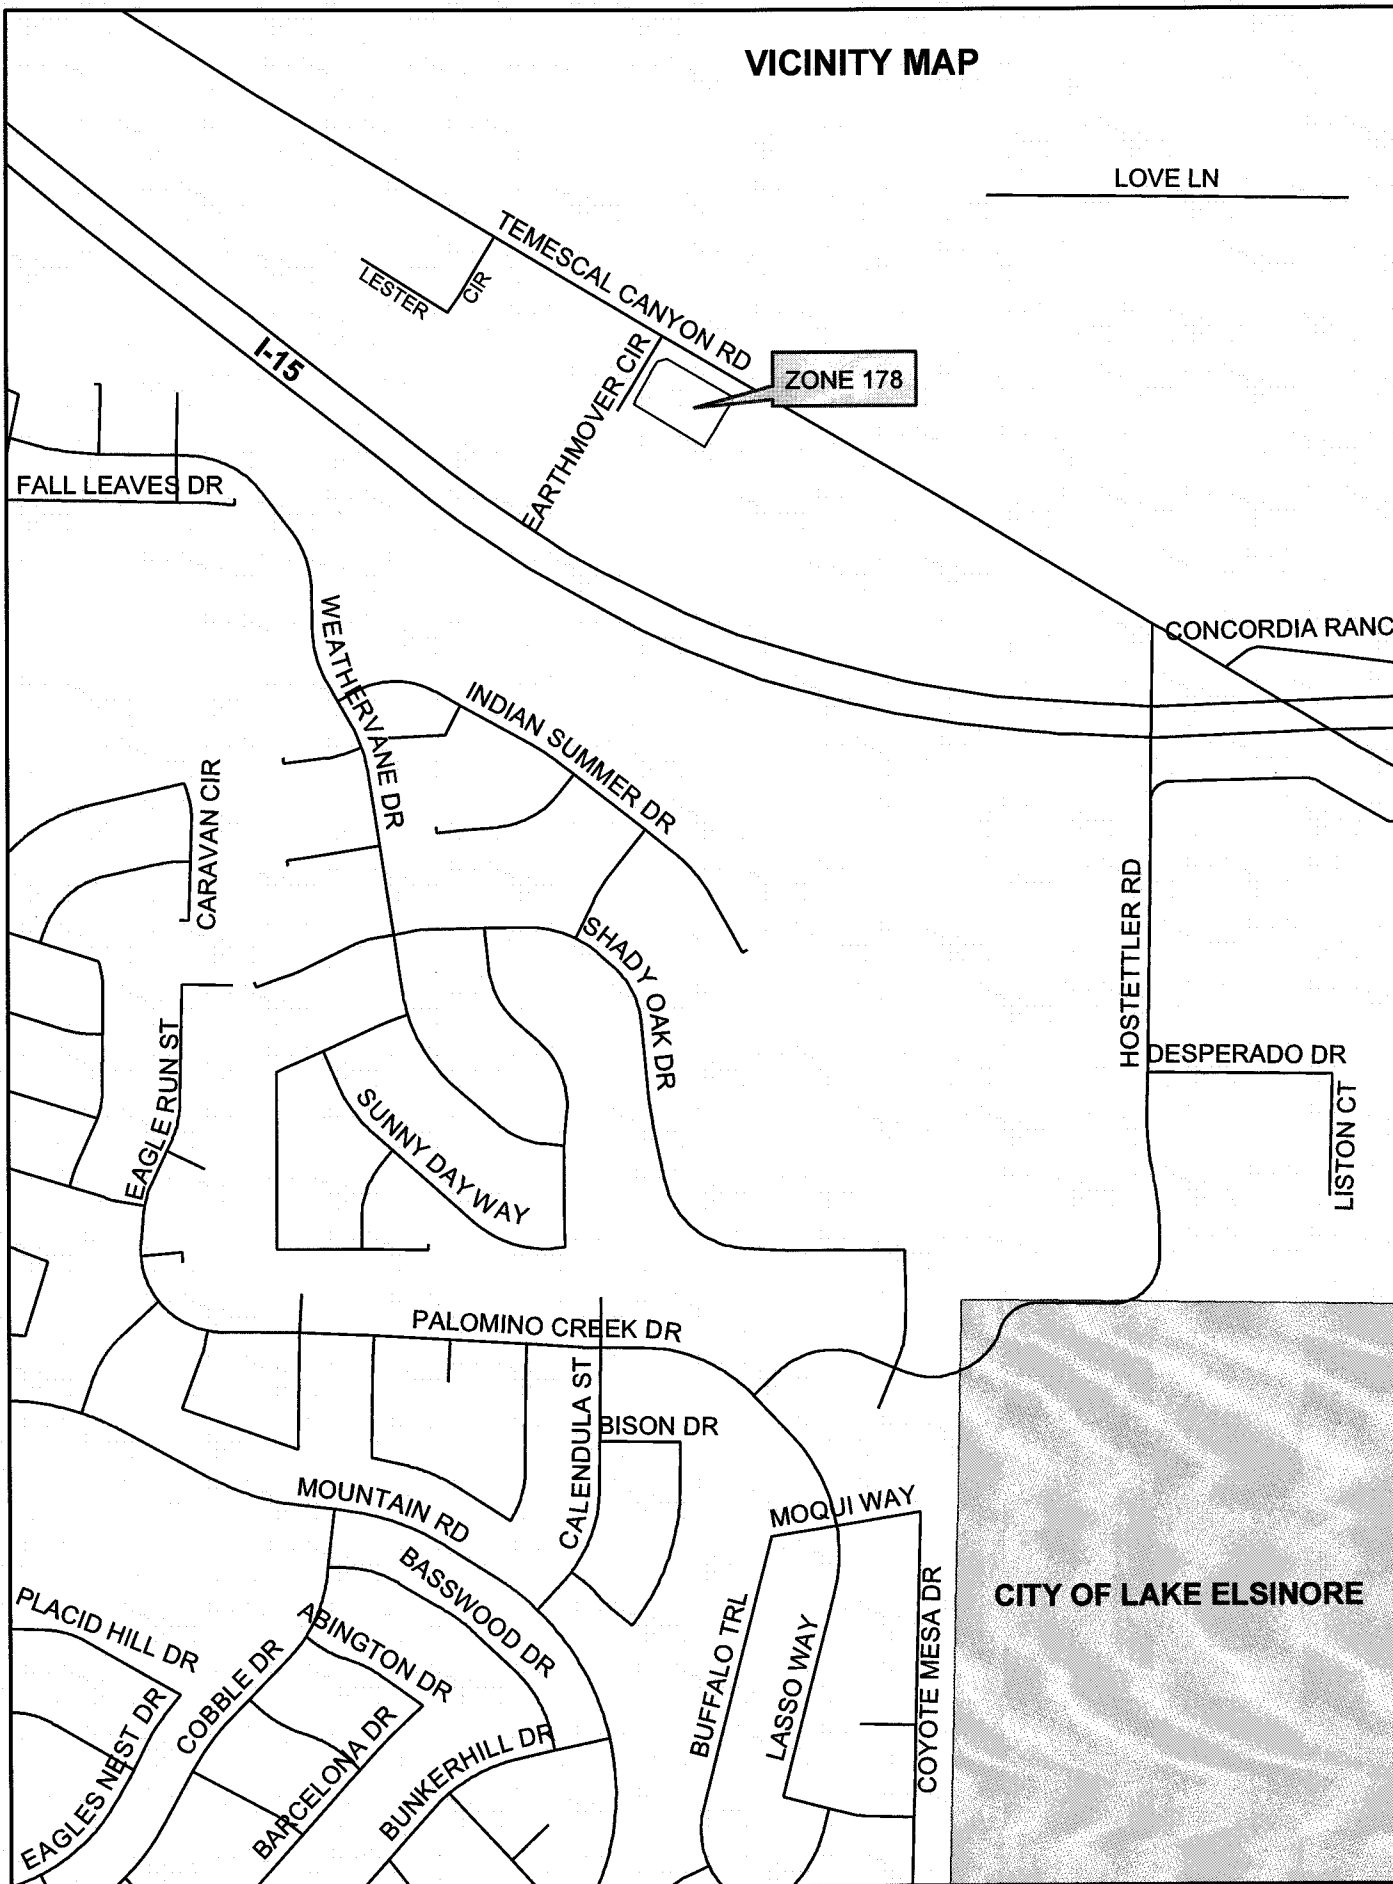 VICINITY MAP
LOVE LN
TEMESCAL CANYON RD
LESTER
CIR
I-15
ZONE 178
EARTHMOVER CIR
FALL LEAVES DR
WEATHERVANE DR
CONCORDIA RANC
INDIAN SUMMER DR
CARAVAN CIR
HOSTETTLER RD
SHADY OAK DR
EAGLE RUN ST
DESPERADO DR
LISTON CT
SUNNY DAY WAY
PALOMINO CREEK DR
CALENDULA ST
BISON DR
MOUNTAIN RD
MOQUI WAY
BASSWOOD DR
CITY OF LAKE ELSINORE
PLACID HILL DR
ABINGTON DR
COBBLE DR
BUFFALO TRL
LASSO WAY
COYOTE MESA DR
EAGLES NEST DR
BARCELONA DR
BUNKERHILL DR